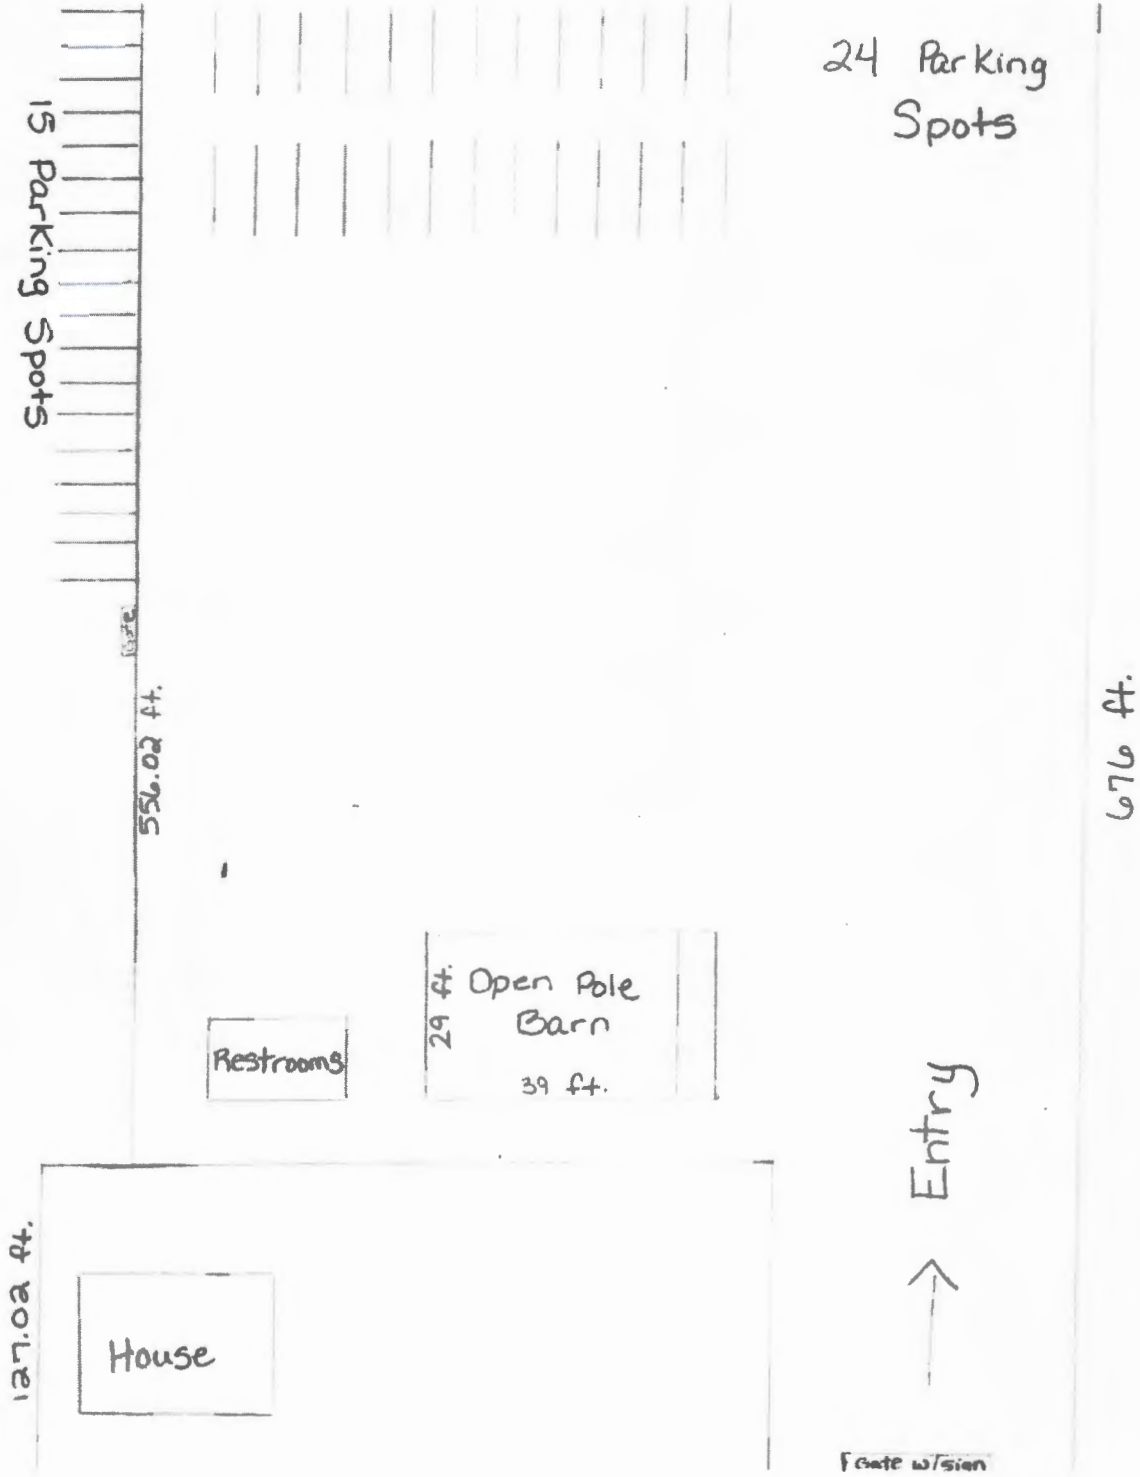 24 Parking
Spots
15 Parking Spots
Gate
556.02 ft.
676 ft.
29 ft.
Open Pole
Barn
39 ft.
Restrooms
Entry
127.02 ft.
House
Gate w/sign